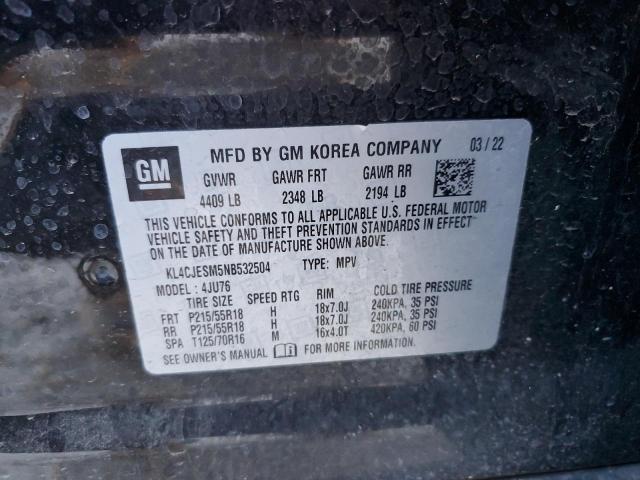 GM MFD BY GM KOREA COMPANY 03/22
GVWR GAWR FRT GAWR RR
4409 LB 2348 LB 2194 LB
THIS VEHICLE CONFORMS TO ALL APPLICABLE U.S. FEDERAL MOTOR
VEHICLE SAFETY AND THEFT PREVENTION STANDARDS IN EFFECT
ON THE DATE OF MANUFACTURE SHOWN ABOVE.
KL4CJESM5NB532504 TYPE: MPV
MODEL: 4JU76
TIRE SIZE SPEED RTG RIM COLD TIRE PRESSURE
FRT P215/55R18 H 18x7.0J 240KPA, 35 PSI
RR P215/55R18 H 18x7.0J 240KPA, 35 PSI
SPA T125/70R16 M 16x4.0T 420KPA, 60 PSI
SEE OWNER'S MANUAL FOR MORE INFORMATION.